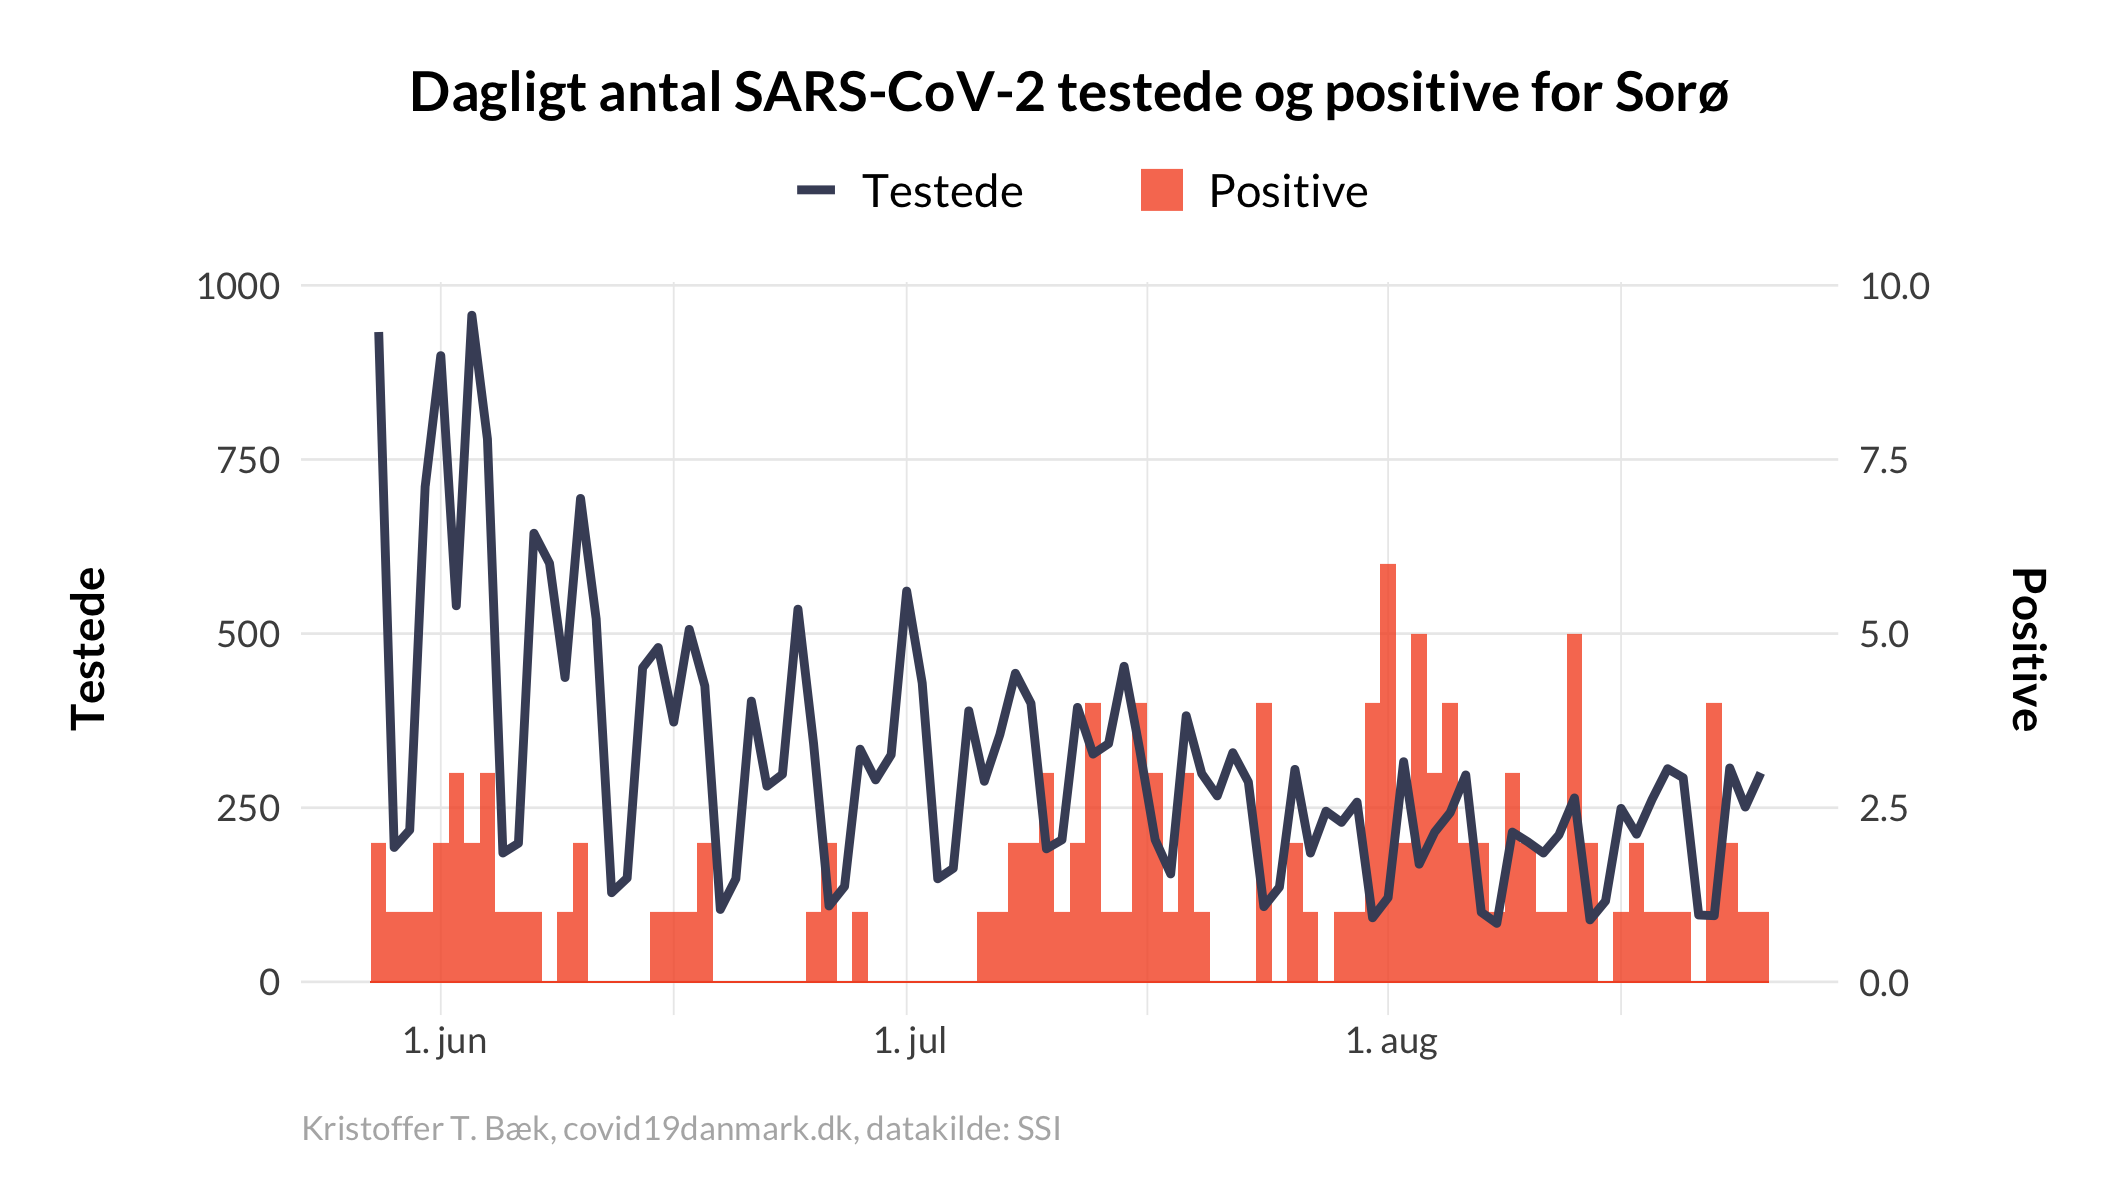 Dagligt antal SARS-CoV-2 testede og positive for Sorø
Testede
Positive
1000
750
500
250
0
10.0
7.5
5.0
2.5
0.0
Testede
Positive
1. jun
1. jul
1. aug
Kristoffer T. Bæk, covid19danmark.dk, datakilde: SSI